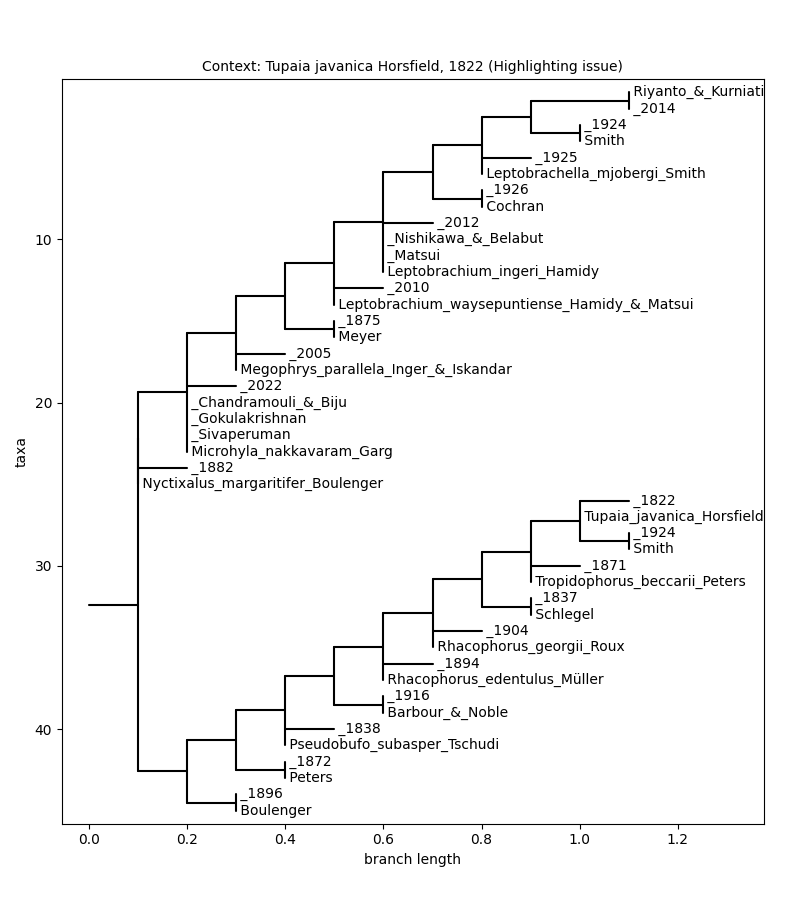 Context: Tupaia javanica Horsfield, 1822 (Highlighting issue)
Riyanto_&_Kurniati
_2014
_1924
Smith
_1925
Leptobrachella_mjobergi_Smith
_1926
Cochran
_2012
_Nishikawa_&_Belabut
_Matsui
Leptobrachium_ingeri_Hamidy
_2010
Leptobrachium_waysepuntiense_Hamidy_&_Matsui
_1875
Meyer
_2005
Megophrys_parallela_Inger_&_Iskandar
_2022
_Chandramouli_&_Biju
_Gokulakrishnan
_Sivaperuman
Microhyla_nakkavaram_Garg
_1882
Nyctixalus_margaritifer_Boulenger
_1822
Tupaia_javanica_Horsfield
_1924
Smith
_1871
Tropidophorus_beccarii_Peters
_1837
Schlegel
_1904
Rhacophorus_georgii_Roux
_1894
Rhacophorus_edentulus_Müller
_1916
Barbour_&_Noble
_1838
Pseudobufo_subasper_Tschudi
_1872
Peters
_1896
Boulenger
10
20
30
40
taxa
0.0 0.2 0.4 0.6 0.8 1.0 1.2
branch length